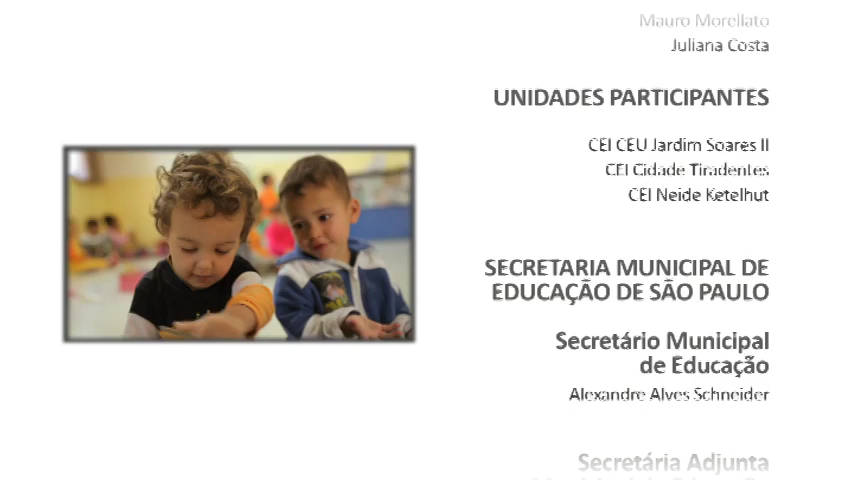 Mauro Morellato
Juliana Costa
UNIDADES PARTICIPANTES
CEI CEU Jardim Soares II
CEI Cidade Tiradentes
CEI Neide Ketelhut
SECRETARIA MUNICIPAL DE
EDUCAÇÃO DE SÃO PAULO
Secretário Municipal
de Educação
Alexandre Alves Schneider
Secretária Adjunta